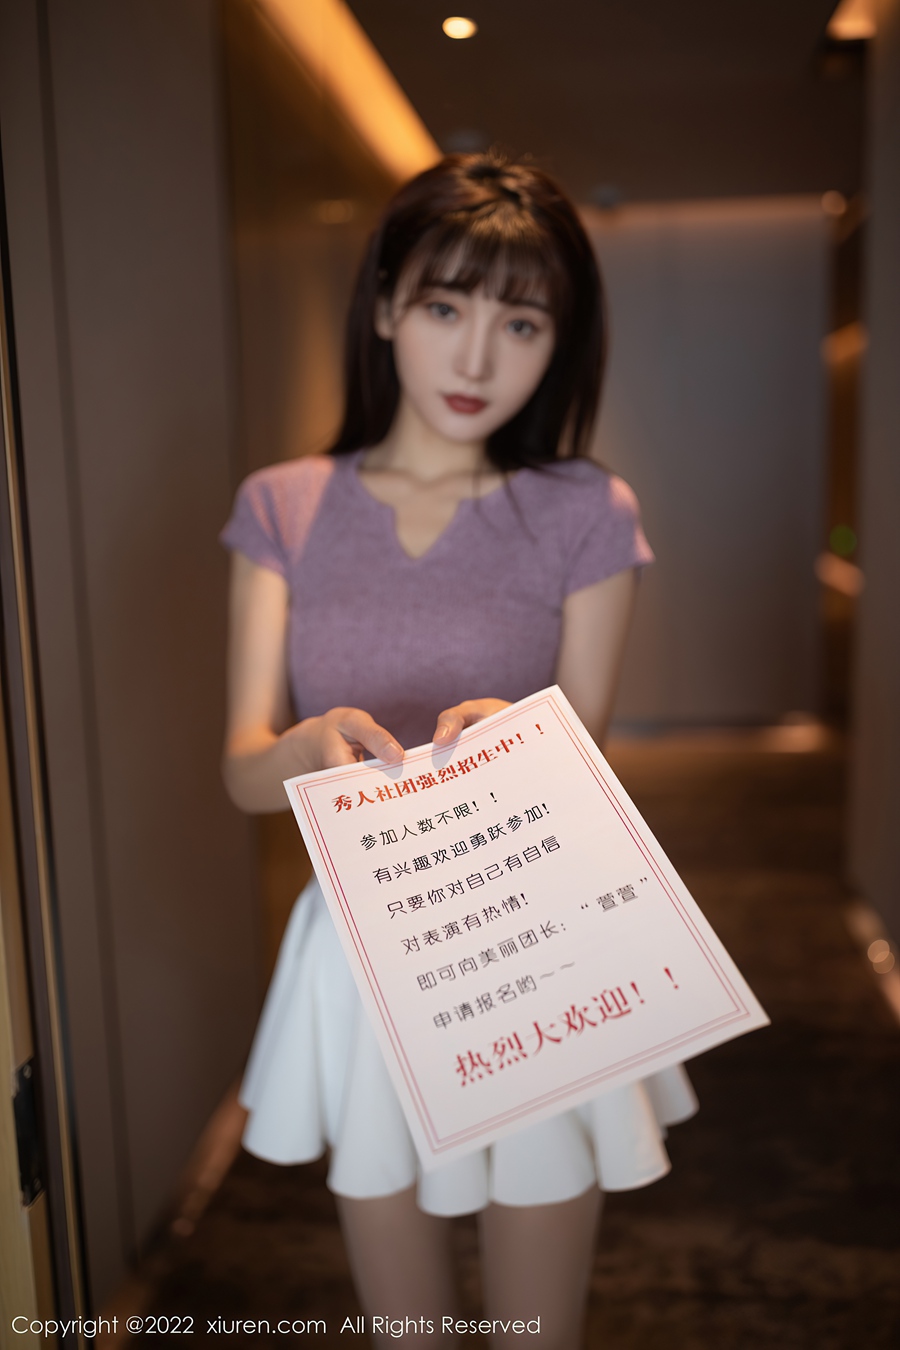 秀人社团强烈招生中！！
参加人数不限！！
有兴趣欢迎勇跃参加!
只要你对自己有自信
对表演有热情!
即可向美丽团长: “萱萱”
申请报名哟～～
热烈大欢迎！！
Copyright @2022 xiuren.com All Rights Reserved